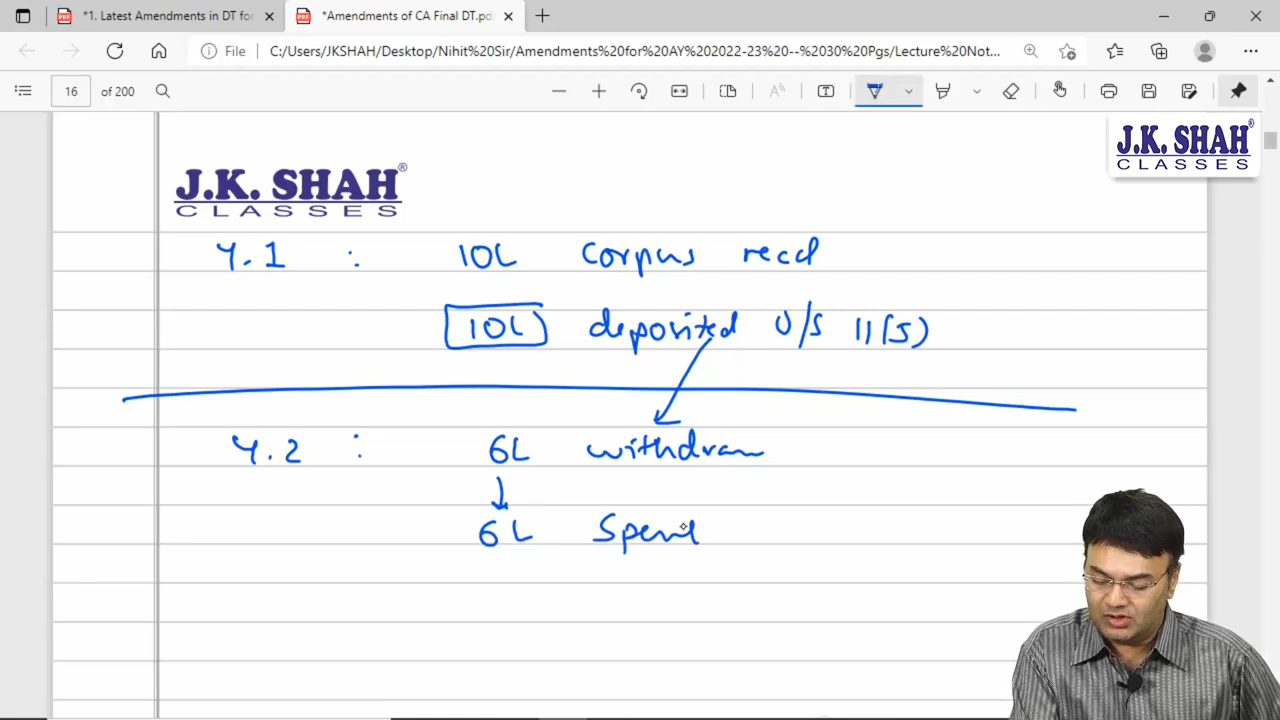 *1. Latest Amendments in DT for
*Amendments of CA Final DT.pd
File C:/Users/JKSHAH/Desktop/Nihit%20Sir/Amendments%20for%20AY%202022-23%20--%2030%20Pgs/Lecture%20Not...
16 of 200
J.K. SHAH®
CLASSES
J.K. SHAH®
CLASSES
Y.1 : 10L Corpus recd
10L deposited U/S 11(5)
Y.2 : 6L withdrawn
6L Spent